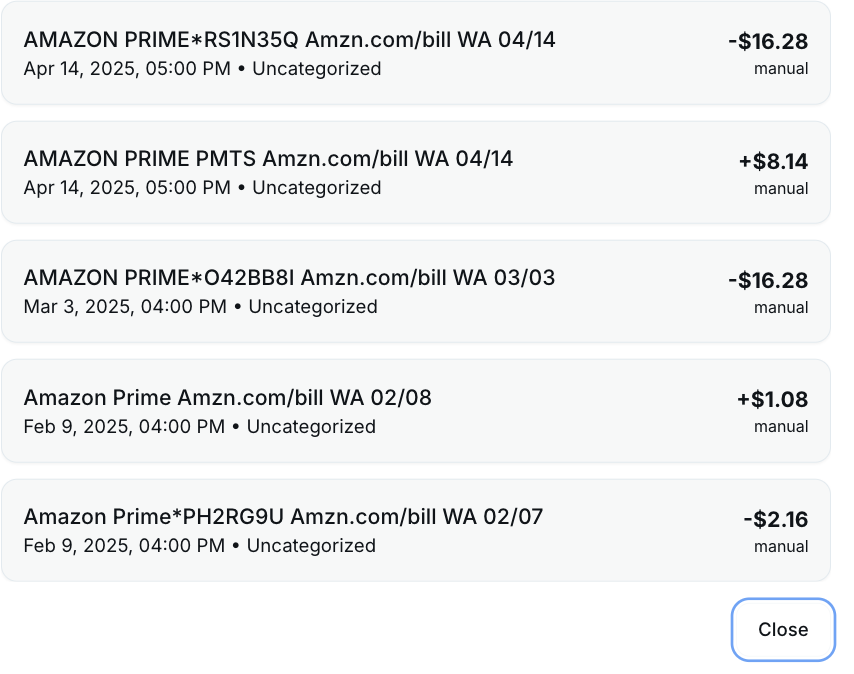 AMAZON PRIME*RS1N35Q Amzn.com/bill WA 04/14
-$16.28
Apr 14, 2025, 05:00 PM • Uncategorized
manual
AMAZON PRIME PMTS Amzn.com/bill WA 04/14
+$8.14
Apr 14, 2025, 05:00 PM • Uncategorized
manual
AMAZON PRIME*O42BB8I Amzn.com/bill WA 03/03
-$16.28
Mar 3, 2025, 04:00 PM • Uncategorized
manual
Amazon Prime Amzn.com/bill WA 02/08
+$1.08
Feb 9, 2025, 04:00 PM • Uncategorized
manual
Amazon Prime*PH2RG9U Amzn.com/bill WA 02/07
-$2.16
Feb 9, 2025, 04:00 PM • Uncategorized
manual
Close